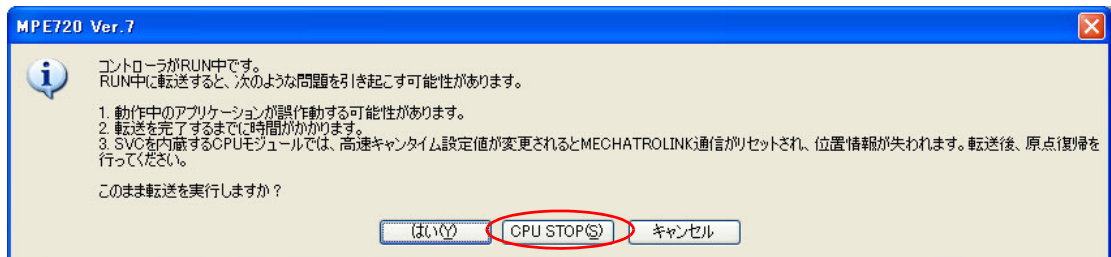 MPE720 Ver.7
コントローラがRUN中です。
RUN中に転送すると、次のような問題を引き起こす可能性があります。
1. 動作中のアプリケーションが誤作動する可能性があります。
2. 転送を完了するまでに時間がかかります。
3. SVCを内蔵するCPUモジュールでは、高速キャンタイム設定値が変更されるとMECHATROLINK通信がリセットされ、位置情報が失われます。転送後、原点復帰を
行ってください。
このまま転送を実行しますか？
はい(Y) CPU STOP(S) キャンセル